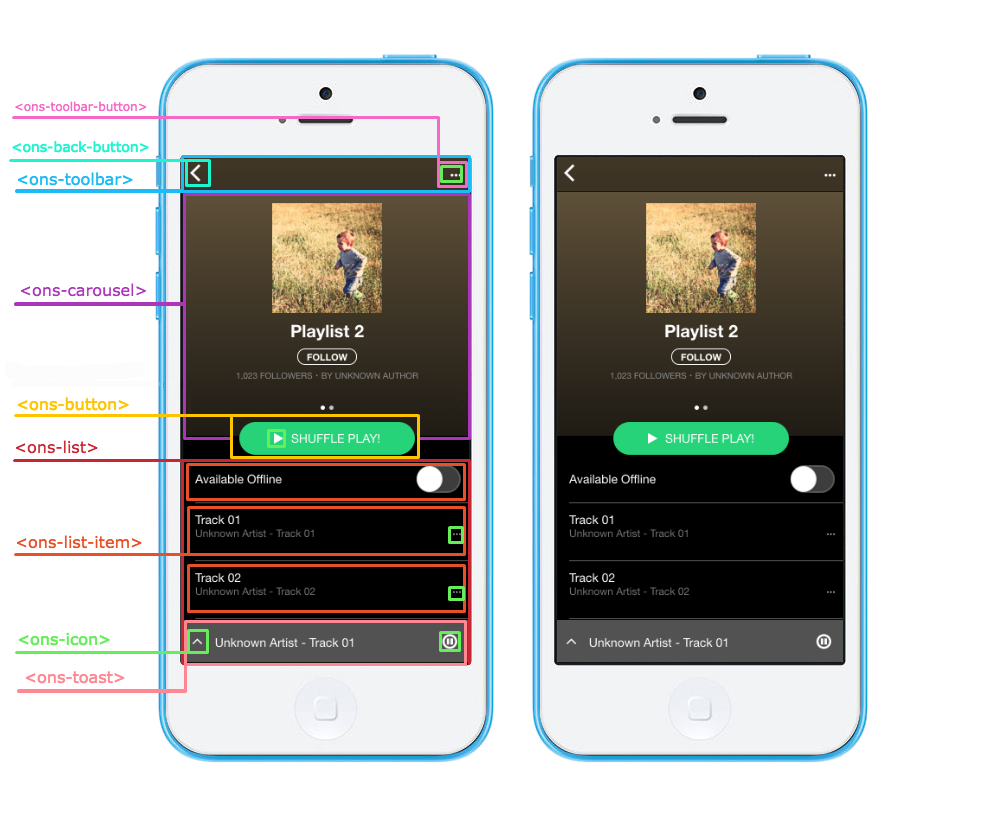 <ons-toolbar-button>
<ons-back-button>
<ons-toolbar>
<ons-carousel>
<ons-button>
<ons-list>
<ons-list-item>
<ons-icon>
<ons-toast>
Playlist 2
FOLLOW
1,023 FOLLOWERS • BY UNKNOWN AUTHOR
SHUFFLE PLAY!
Available Offline
Track 01
Unknown Artist - Track 01
Track 02
Unknown Artist - Track 02
Unknown Artist - Track 01
Playlist 2
FOLLOW
1,023 FOLLOWERS • BY UNKNOWN AUTHOR
SHUFFLE PLAY!
Available Offline
Track 01
Unknown Artist - Track 01
Track 02
Unknown Artist - Track 02
Unknown Artist - Track 01